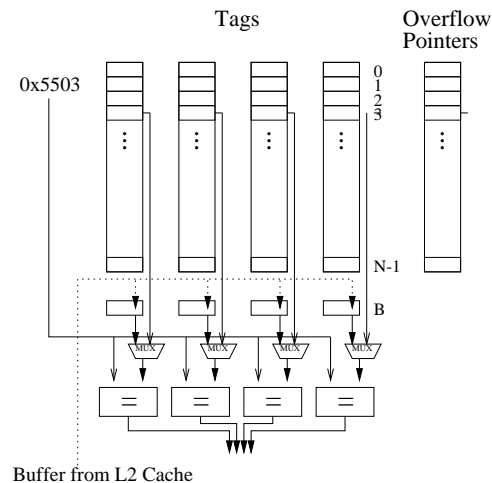 Tags
Overflow
Pointers
0x5503
0
1
2
3
N-1
B
MUX
MUX
MUX
MUX
=
=
=
=
Buffer from L2 Cache